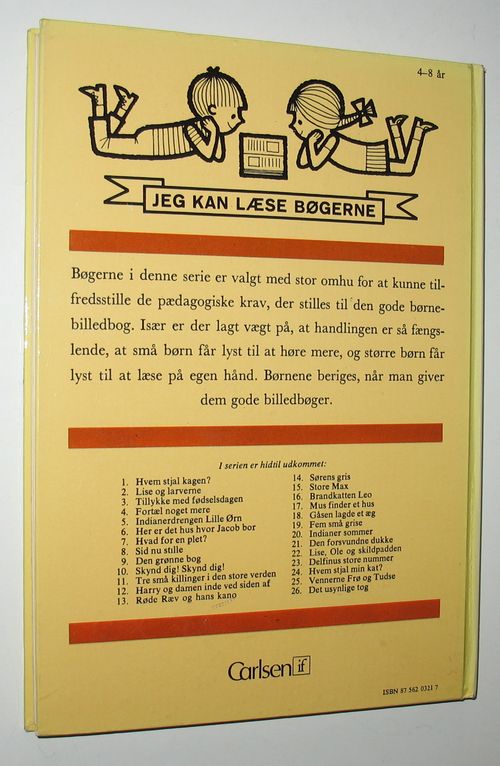 4–8 år
JEG KAN LÆSE BØGERNE
Bøgerne i denne serie er valgt med stor omhu for at kunne til-
fredsstille de pædagogiske krav, der stilles til den gode børne-
billedbog. Især er der lagt vægt på, at handlingen er så fængs-
lende, at små børn får lyst til at høre mere, og større børn får
lyst til at læse på egen hånd. Børnene beriges, når man giver
dem gode billedbøger.
I serien er hidtil udkommet:
1. Hvem stjal kagen?
2. Lise og larverne
3. Tillykke med fødselsdagen
4. Fortæl noget mere
5. Indianerdrengen Lille Ørn
6. Her er det hus hvor Jacob bor
7. Hvad for en plet?
8. Sid nu stille
9. Den grønne bog
10. Skynd dig! Skynd dig!
11. Tre små killinger i den store verden
12. Harry og damen inde ved siden af
13. Røde Ræv og hans kano
14. Sørens gris
15. Store Max
16. Brandkatten Leo
17. Mus finder et hus
18. Gåsen lagde et æg
19. Fem små grise
20. Indianer sommer
21. Den forsvundne dukke
22. Lise, Ole og skildpadden
23. Delfinus store nummer
24. Hvem stjal min kat?
25. Vennerne Frø og Tudse
26. Det usynlige tog
Carlsen if
ISBN 87 562 0321 7